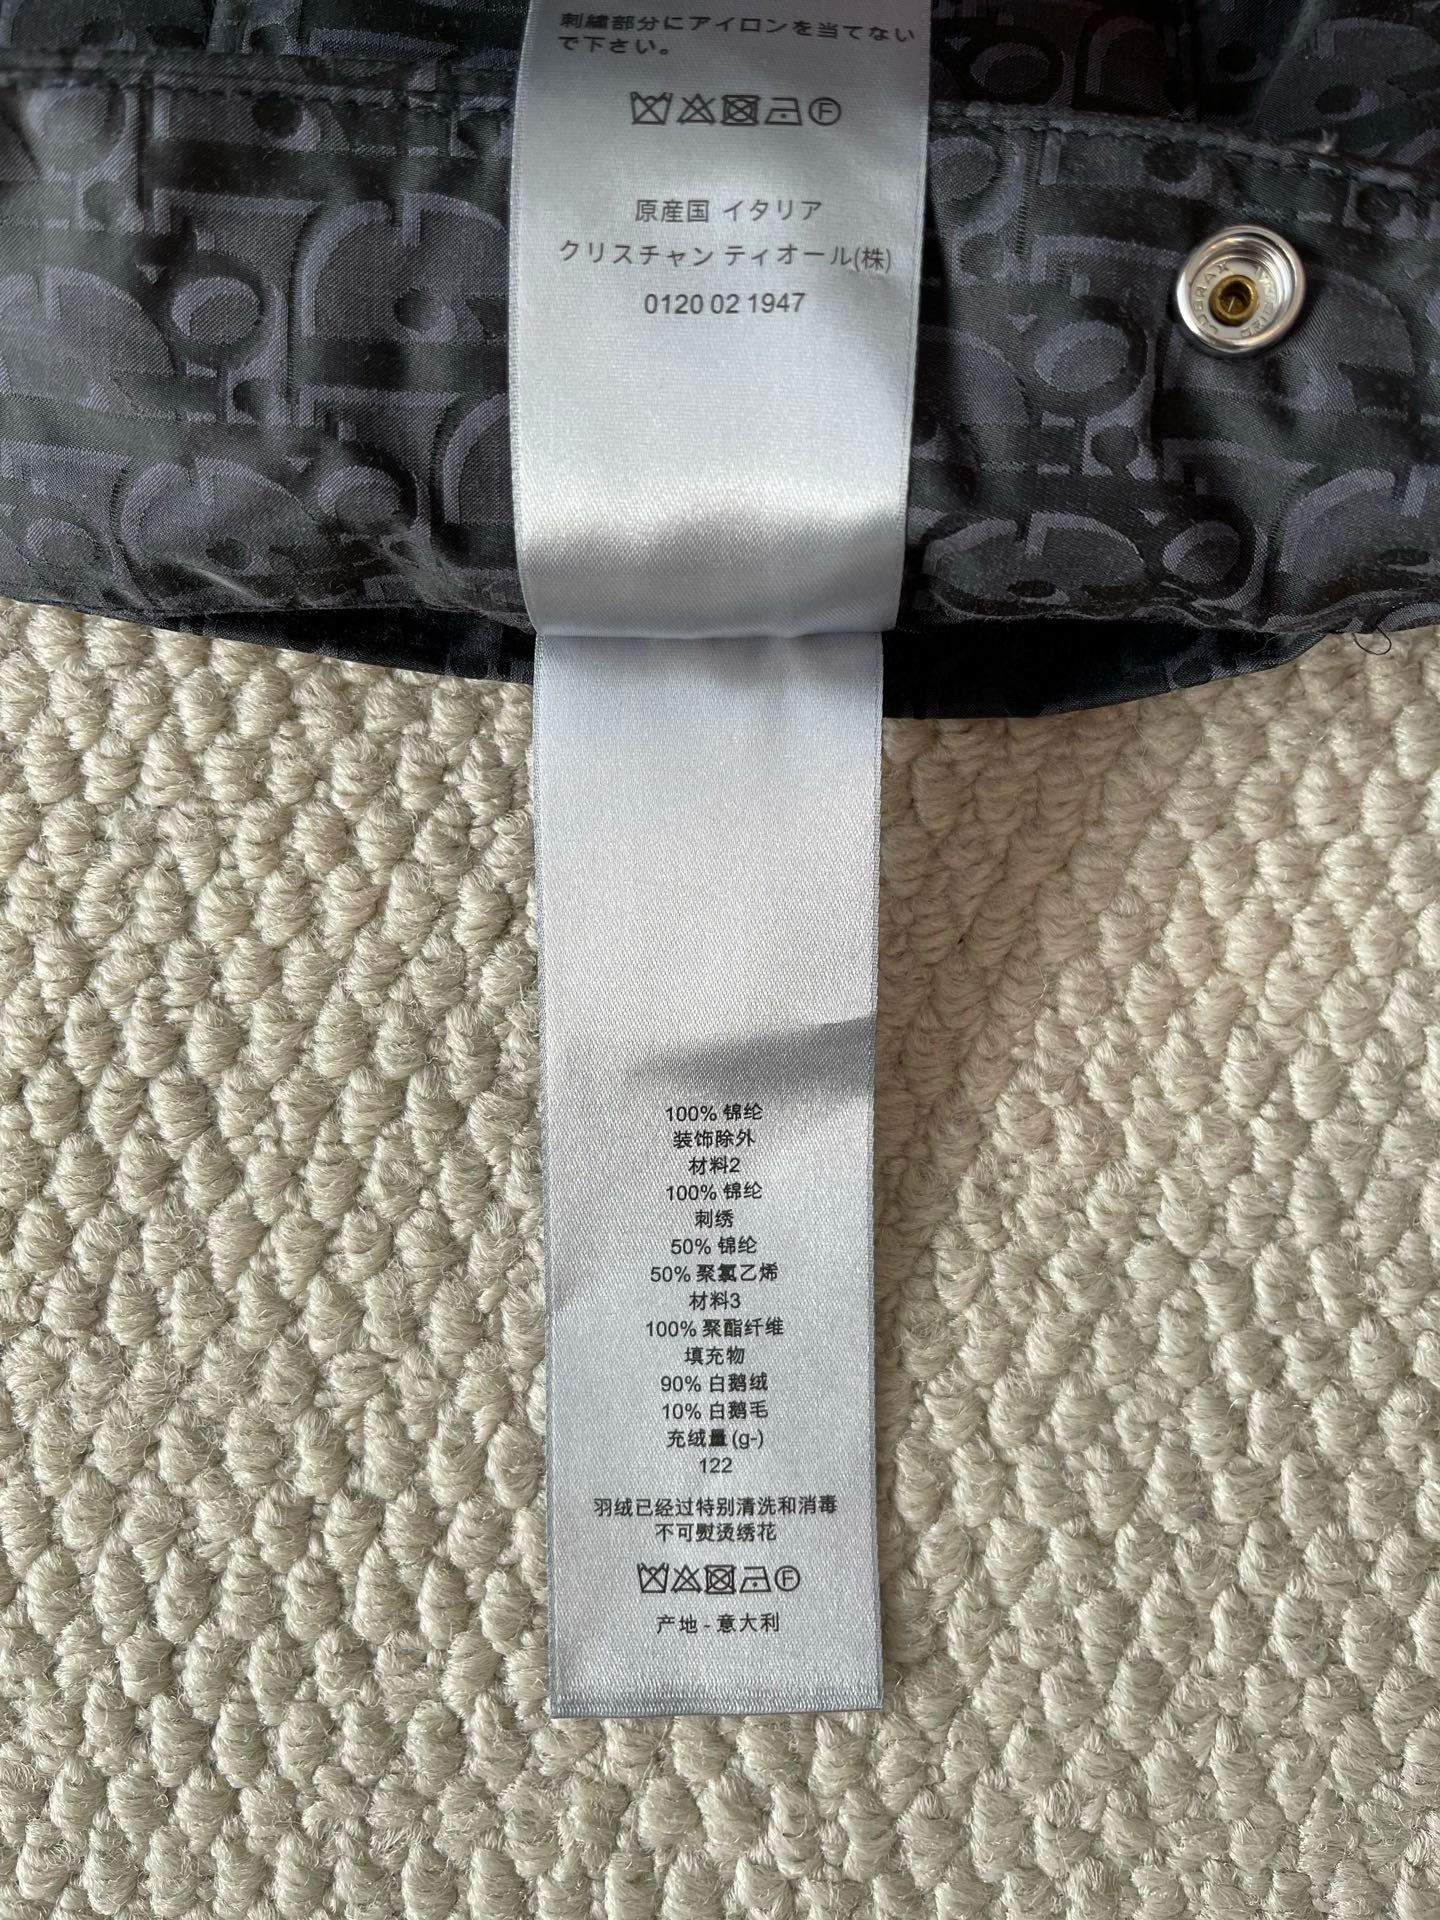 刺繍部分にアイロンを当てない
で下さい。
F
原産国 イタリア
クリスチャン ティオール(株)
0120 02 1947
100% 锦纶
装饰除外
材料2
100% 锦纶
刺绣
50% 锦纶
50% 聚氯乙烯
材料3
100% 聚酯纤维
填充物
90% 白鹅绒
10% 白鹅毛
充绒量(g-)
122
羽绒已经过特别清洗和消毒
不可熨烫绣花
F
产地 - 意大利